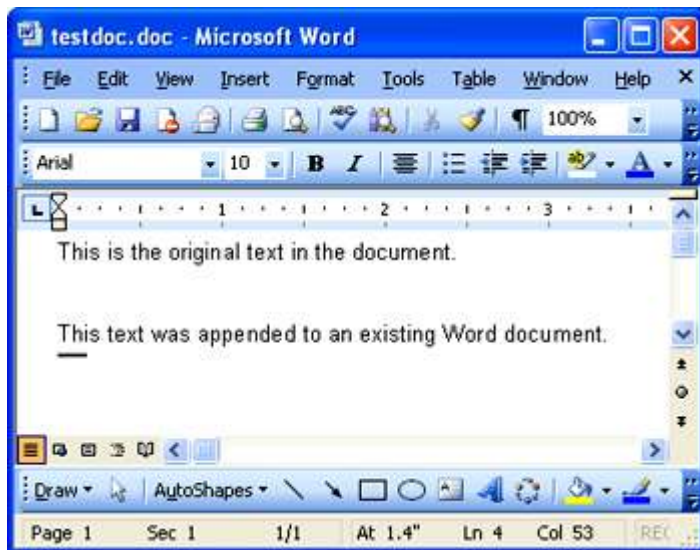 testdoc.doc - Microsoft Word
File Edit View Insert Format Tools Table Window Help
ABC 100%
Arial 10 B I A
1 2 3
This is the original text in the document.
This text was appended to an existing Word document.
Draw AutoShapes
Page 1 Sec 1 1/1 At 1.4" Ln 4 Col 53 REC